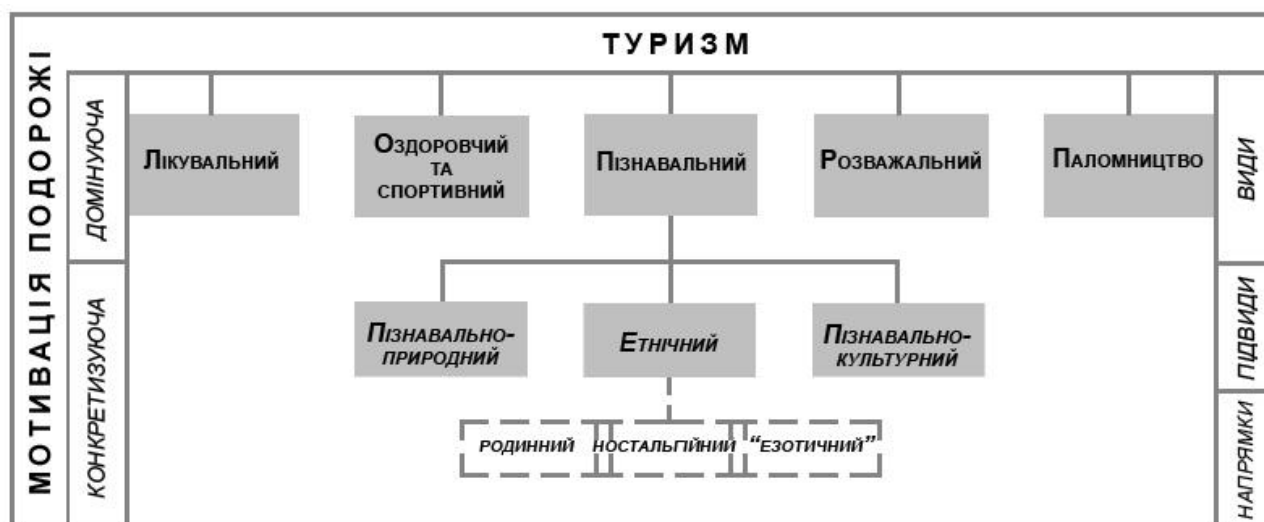 ТУРИЗМ
МОТИВАЦІЯ ПОДОРОЖІ
ДОМІНУЮЧА
ЛІКУВАЛЬНИЙ
ОЗДОРОВЧИЙ
ТА
СПОРТИВНИЙ
ПІЗНАВАЛЬНИЙ
РОЗВАЖАЛЬНИЙ
ПАЛОМНИЦТВО
ВИДИ
КОНКРЕТИЗУЮЧА
ПІЗНАВАЛЬНО-
ПРИРОДНИЙ
ЕТНІЧНИЙ
ПІЗНАВАЛЬНО-
КУЛЬТУРНИЙ
ПІДВИДИ
РОДИННИЙ
НОСТАЛЬГІЙНИЙ
“ЕЗОТИЧНИЙ”
НАПРЯМКИ